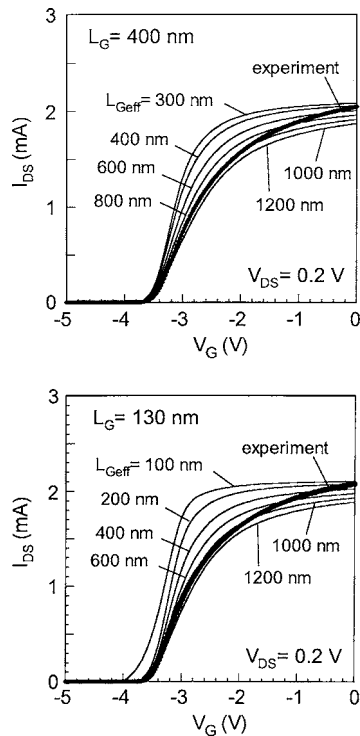 3
L_G = 400 nm
experiment
L_Geff = 300 nm
2
400 nm
I_DS (mA)
600 nm
800 nm
1000 nm
1
1200 nm
V_DS = 0.2 V
0
-5 -4 -3 -2 -1 0
V_G (V)
3
L_G = 130 nm
experiment
L_Geff = 100 nm
2
200 nm
I_DS (mA)
400 nm
600 nm
1000 nm
1200 nm
1
V_DS = 0.2 V
0
-5 -4 -3 -2 -1 0
V_G (V)